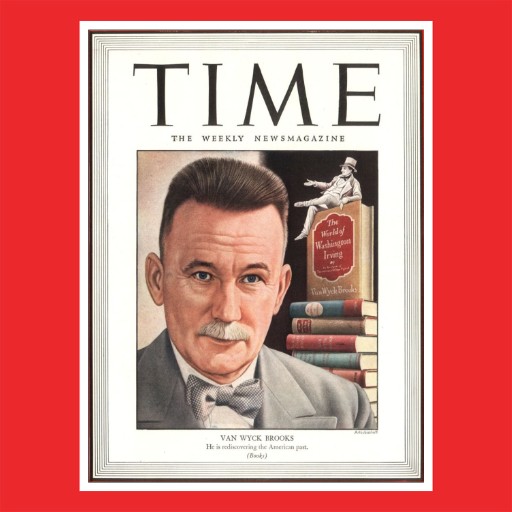 TIME
THE WEEKLY NEWSMAGAZINE
The
World of
Washington
Irving
Van Wyck Brooks
VAN WYCK BROOKS
He is rediscovering the American past.
(Books)